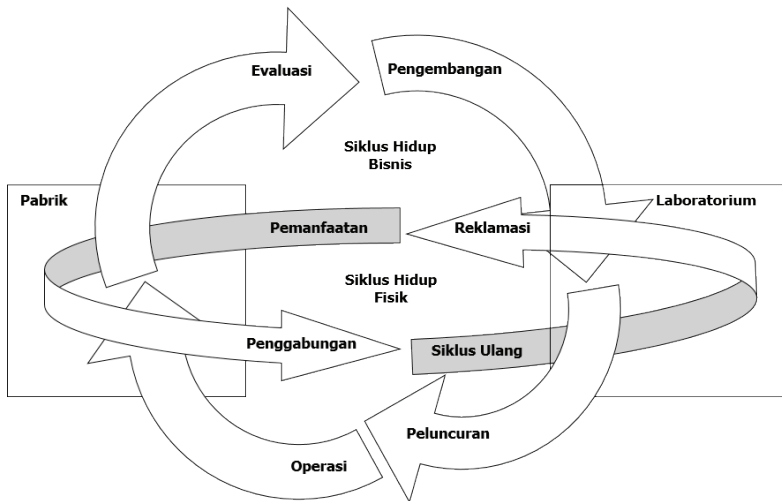 Evaluasi
Pengembangan
Siklus Hidup
Bisnis
Pabrik
Laboratorium
Pemanfaatan
Reklamasi
Siklus Hidup
Fisik
Penggabungan
Siklus Ulang
Peluncuran
Operasi